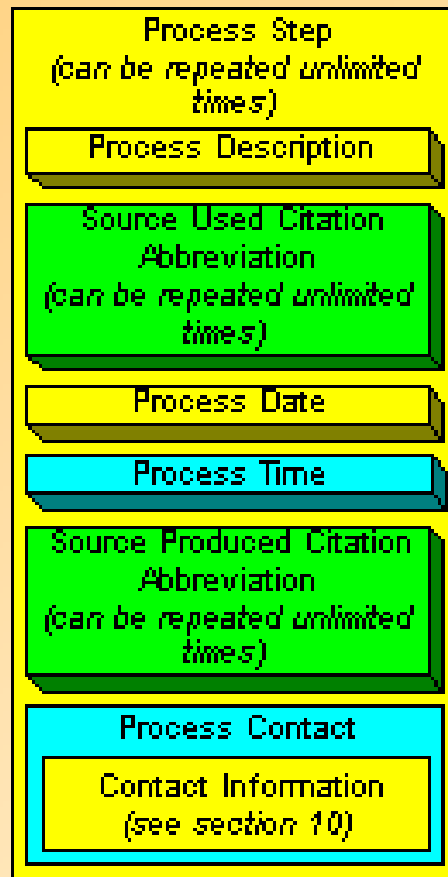 Process Step
(can be repeated unlimited
times)
Process Description
Source Used Citation
Abbreviation
(can be repeated unlimited
times)
Process Date
Process Time
Source Produced Citation
Abbreviation
(can be repeated unlimited
times)
Process Contact
Contact Information
(see section 10)